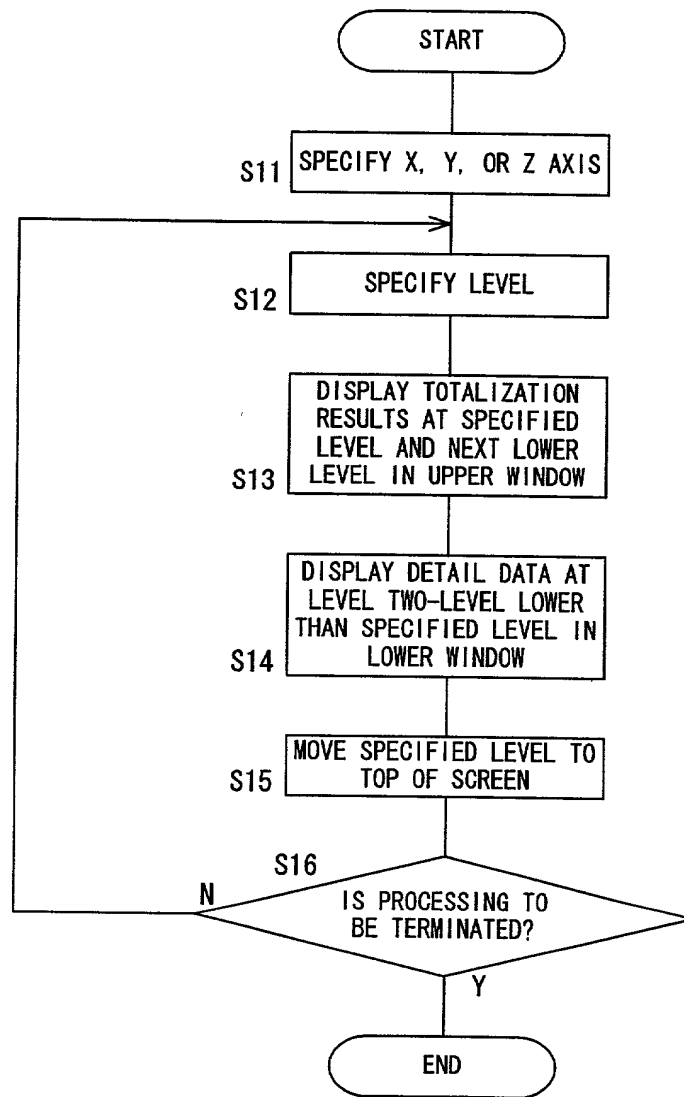 START
S11
SPECIFY X, Y, OR Z AXIS
S12
SPECIFY LEVEL
DISPLAY TOTALIZATION
RESULTS AT SPECIFIED
LEVEL AND NEXT LOWER
LEVEL IN UPPER WINDOW
S13
DISPLAY DETAIL DATA AT
LEVEL TWO-LEVEL LOWER
THAN SPECIFIED LEVEL IN
LOWER WINDOW
S14
MOVE SPECIFIED LEVEL TO
TOP OF SCREEN
S15
S16
N
IS PROCESSING TO
BE TERMINATED?
Y
END